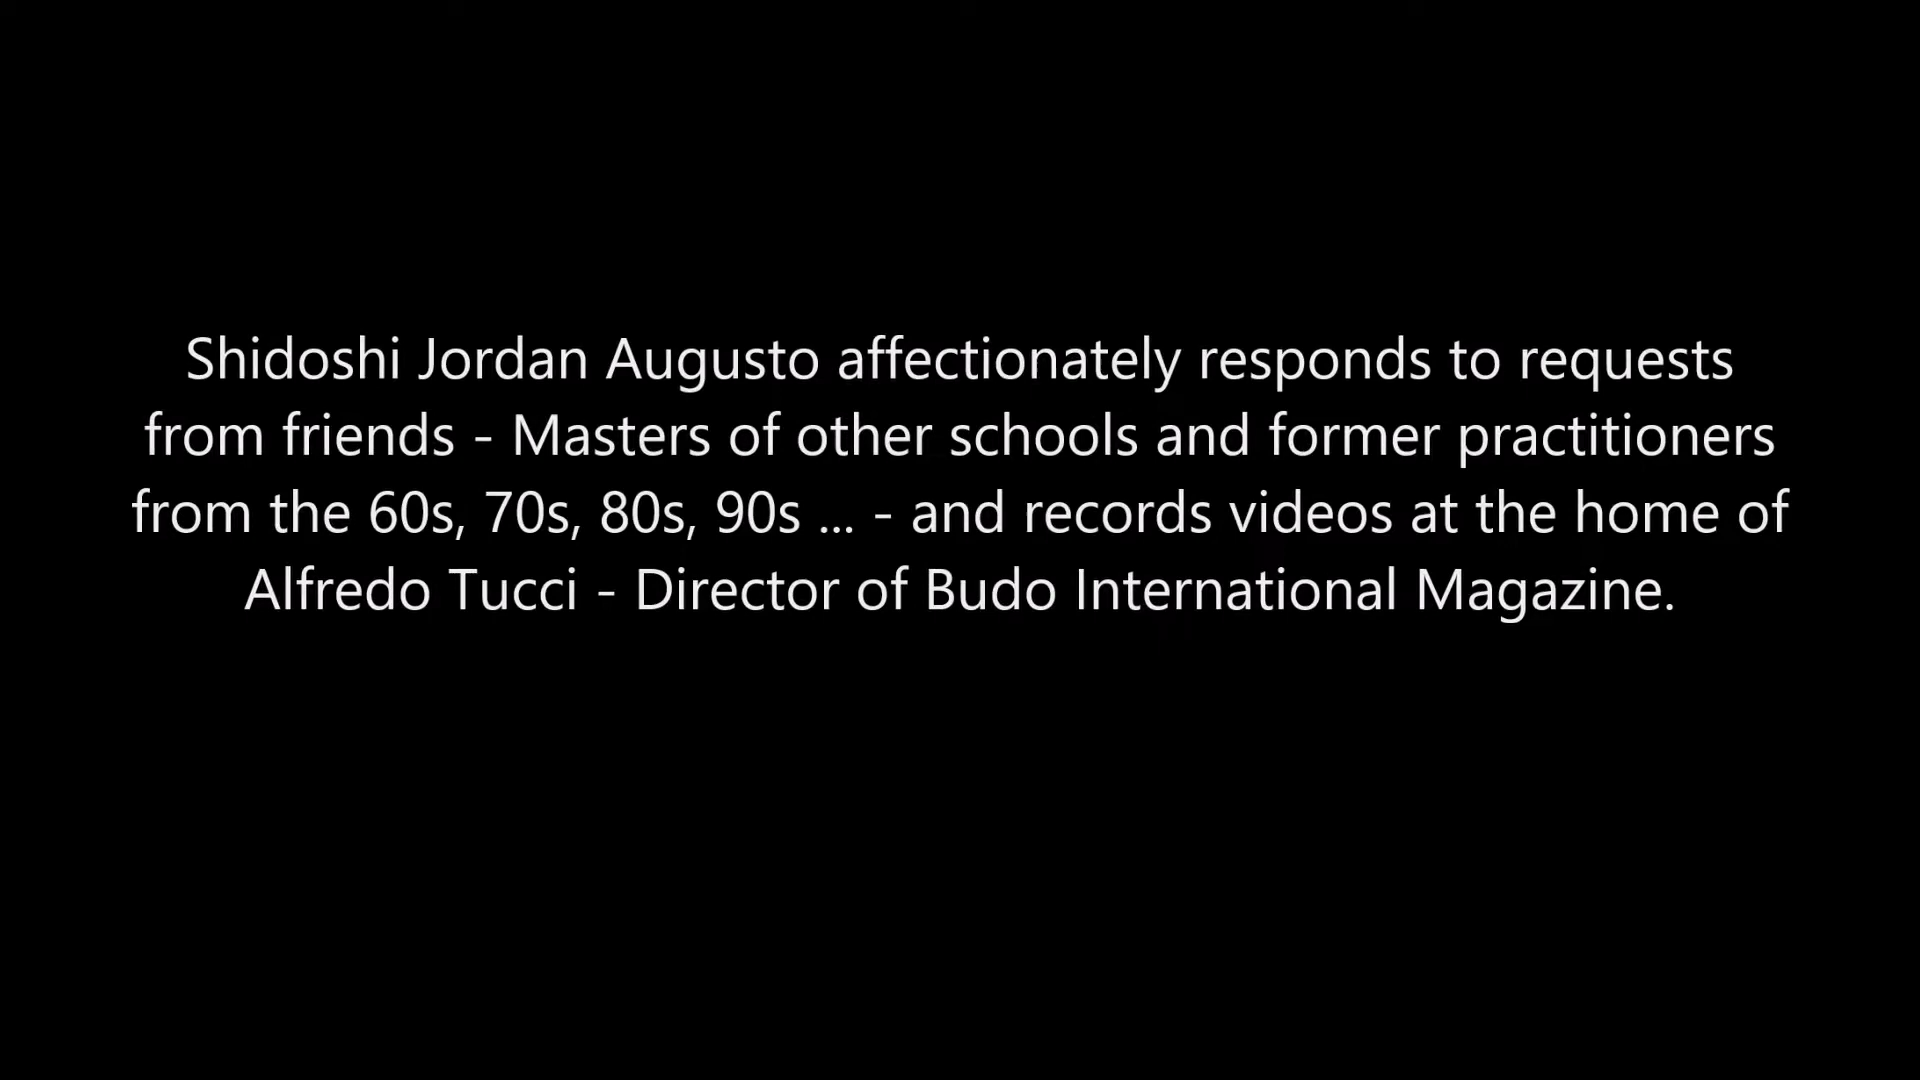 Shidoshi Jordan Augusto affectionately responds to requests
from friends - Masters of other schools and former practitioners
from the 60s, 70s, 80s, 90s ... - and records videos at the home of
Alfredo Tucci - Director of Budo International Magazine.